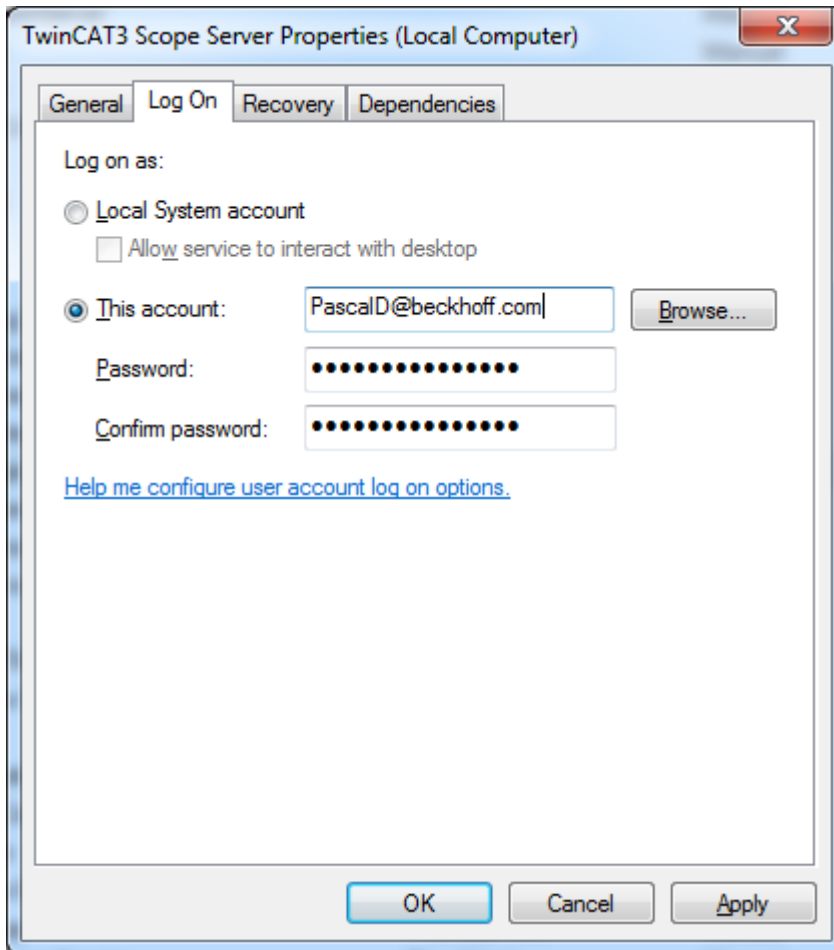 TwinCAT3 Scope Server Properties (Local Computer)
General Log On Recovery Dependencies
Log on as:
Local System account
Allow service to interact with desktop
This account: PascalD@beckhoff.com Browse...
Password: •••••••••••••••
Confirm password: •••••••••••••••
Help me configure user account log on options.
OK Cancel Apply